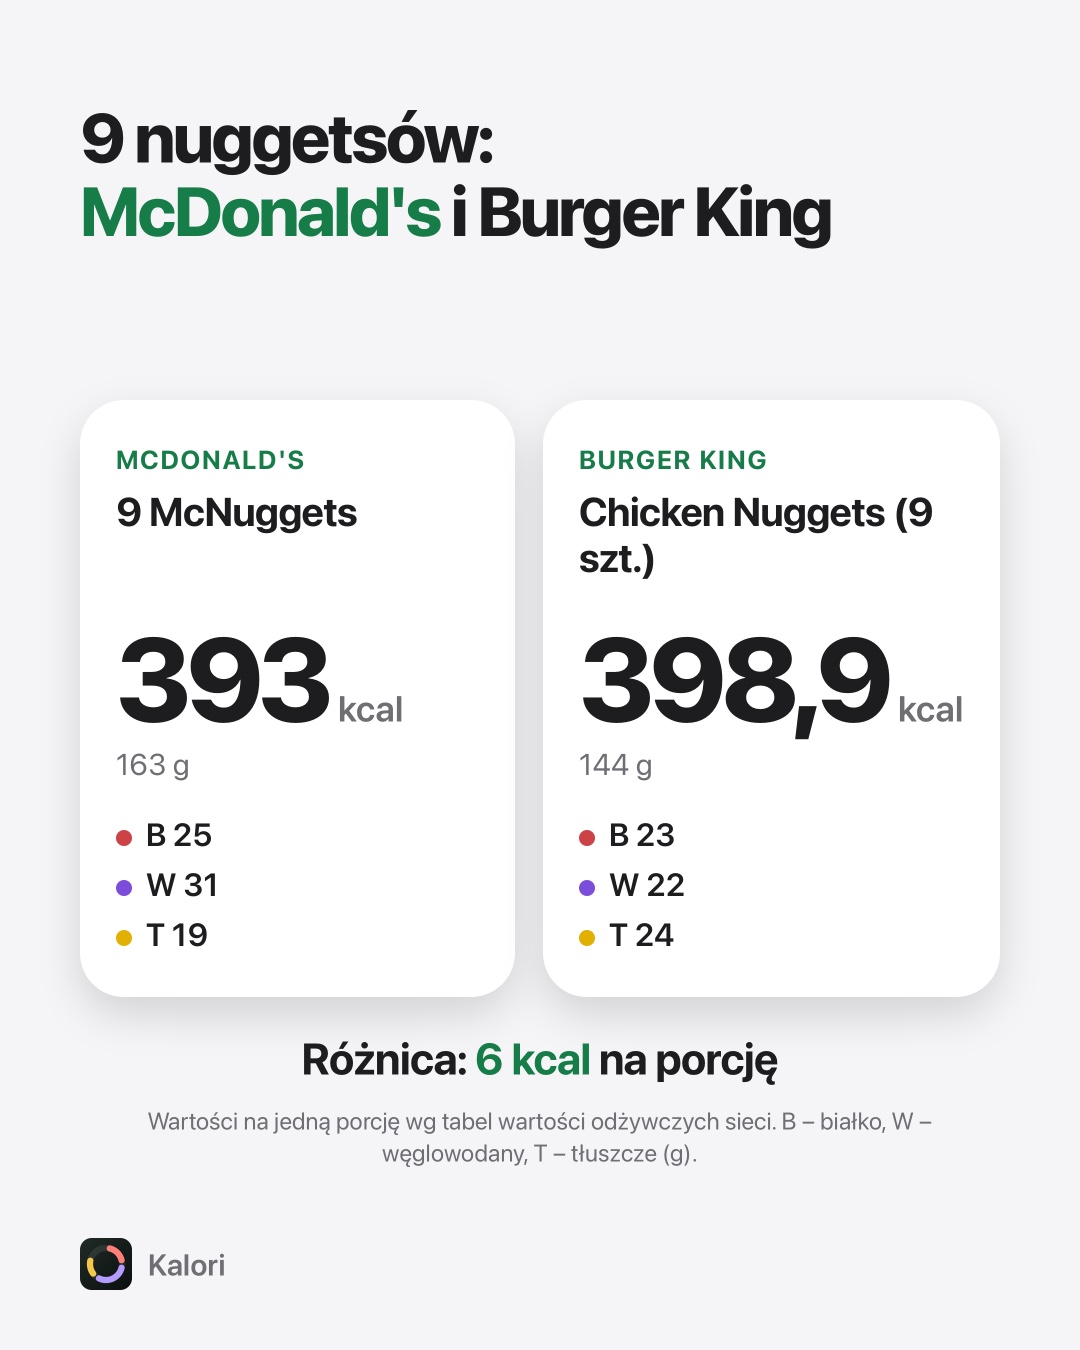 9 nuggetsów:
McDonald's i Burger King
MCDONALD'S
9 McNuggets
393 kcal
163 g
B 25
W 31
T 19
BURGER KING
Chicken Nuggets (9
szt.)
398,9 kcal
144 g
B 23
W 22
T 24
Różnica: 6 kcal na porcję
Wartości na jedną porcję wg tabel wartości odżywczych sieci. B – białko, W –
węglowodany, T – tłuszcze (g).
Kalori